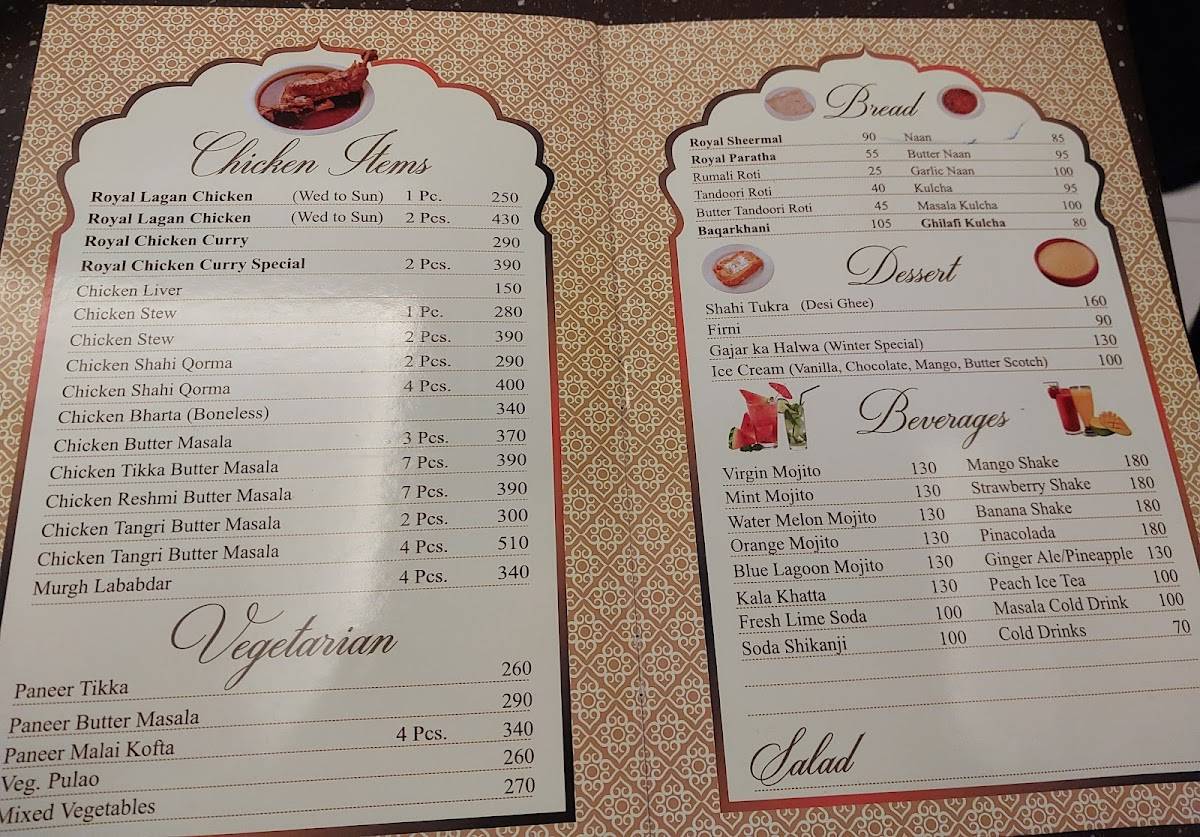 Chicken Items
Royal Lagan Chicken (Wed to Sun) 1 Pc. 250
Royal Lagan Chicken (Wed to Sun) 2 Pcs. 430
Royal Chicken Curry 290
Royal Chicken Curry Special 2 Pcs. 390
Chicken Liver 150
Chicken Stew 1 Pc. 280
Chicken Stew 2 Pcs. 390
Chicken Shahi Qorma 2 Pcs. 290
Chicken Shahi Qorma 4 Pcs. 400
Chicken Bharta (Boneless) 340
Chicken Butter Masala 3 Pcs. 370
Chicken Tikka Butter Masala 7 Pcs. 390
Chicken Reshmi Butter Masala 7 Pcs. 390
Chicken Tangri Butter Masala 2 Pcs. 300
Chicken Tangri Butter Masala 4 Pcs. 510
Murgh Lababdar 4 Pcs. 340
Vegetarian
Paneer Tikka 260
Paneer Butter Masala 290
Paneer Malai Kofta 4 Pcs. 340
Veg. Pulao 260
Mixed Vegetables 270
Bread
Royal Sheermal 90 Naan 85
Royal Paratha 55 Butter Naan 95
Rumali Roti 25 Garlic Naan 100
Tandoori Roti 40 Kulcha 95
Butter Tandoori Roti 45 Masala Kulcha 100
Baqarkhani 105 Ghilafi Kulcha 80
Dessert
Shahi Tukra (Desi Ghee) 160
Firni 90
Gajar ka Halwa (Winter Special) 130
Ice Cream (Vanilla, Chocolate, Mango, Butter Scotch) 100
Beverages
Virgin Mojito 130 Mango Shake 180
Mint Mojito 130 Strawberry Shake 180
Water Melon Mojito 130 Banana Shake 180
Orange Mojito 130 Pinacolada 180
Blue Lagoon Mojito 130 Ginger Ale/Pineapple 130
Kala Khatta 130 Peach Ice Tea 100
Fresh Lime Soda 100 Masala Cold Drink 100
Soda Shikanji 100 Cold Drinks 70
Salad